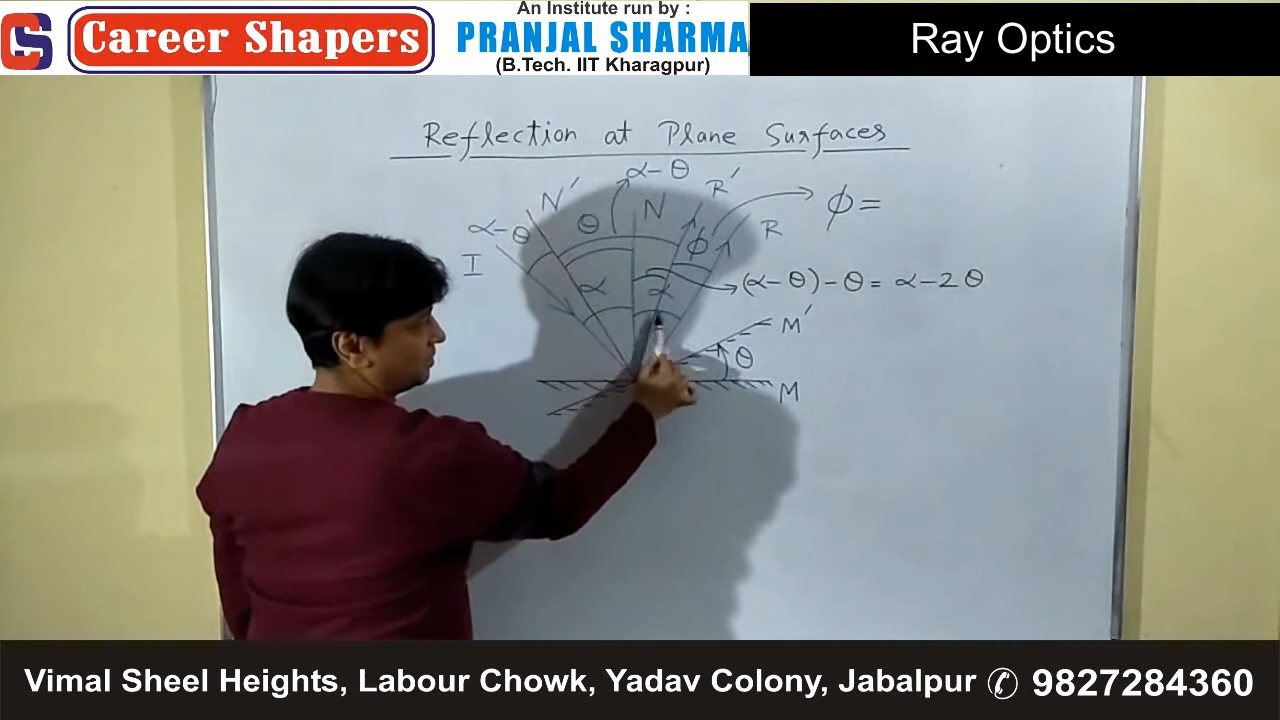 CS Career Shapers
An Institute run by :
PRANJAL SHARMA
(B.Tech. IIT Kharagpur)
Ray Optics
Reflection at Plane Surfaces
α-θ
N' θ N R' φ =
α-θ φ R
I
α α (α-θ)-θ = α-2θ
M'
θ
M
Vimal Sheel Heights, Labour Chowk, Yadav Colony, Jabalpur ✆ 9827284360